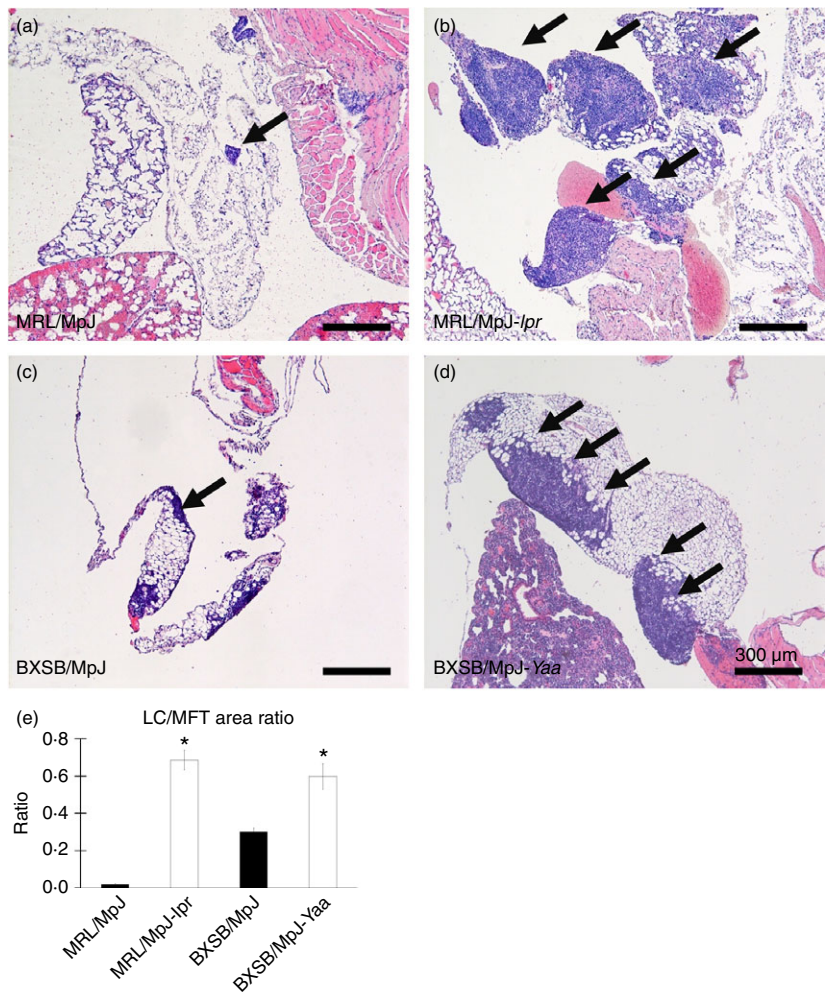 (a)
MRL/MpJ
(b)
MRL/MpJ-lpr
(c)
BXSB/MpJ
(d)
BXSB/MpJ-Yaa
300 µm
(e)
LC/MFT area ratio
0·8
0·6
0·4
0·2
0·0
Ratio
*
*
MRL/MpJ
MRL/MpJ-lpr
BXSB/MpJ
BXSB/MpJ-Yaa